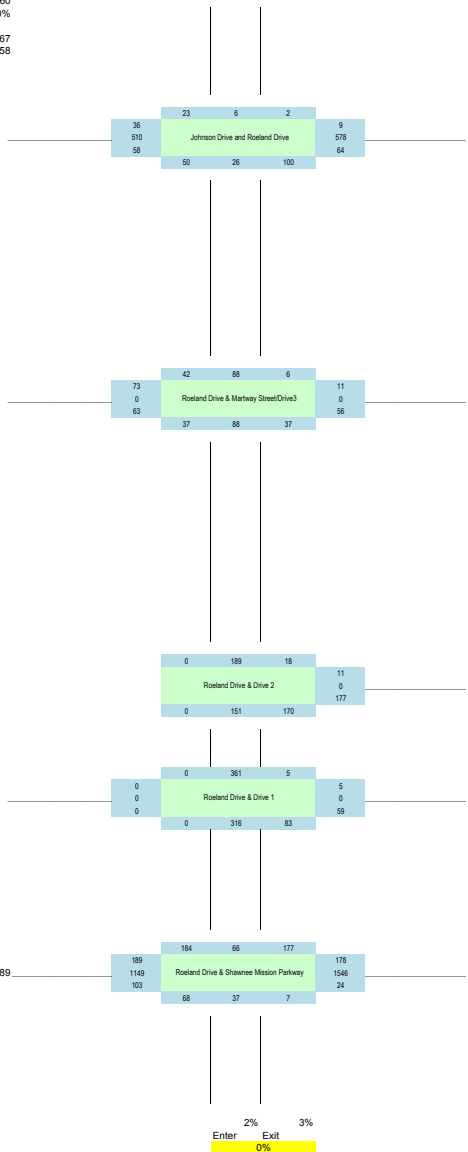 60
0%
67
58
23 6 2
36 9
510 Johnson Drive and Roeland Drive 578
58 64
50 26 100
42 88 6
73 11
0 Roeland Drive & Martway Street/Drive3 0
63 56
37 88 37
0 189 18
11
Roeland Drive & Drive 2 0
177
0 151 170
0 361 5
0 5
0 Roeland Drive & Drive 1 0
0 59
0 316 83
184 66 177
189 178
89 1149 Roeland Drive & Shawnee Mission Parkway 1546
103 24
68 37 7
2% 3%
Enter Exit
0%